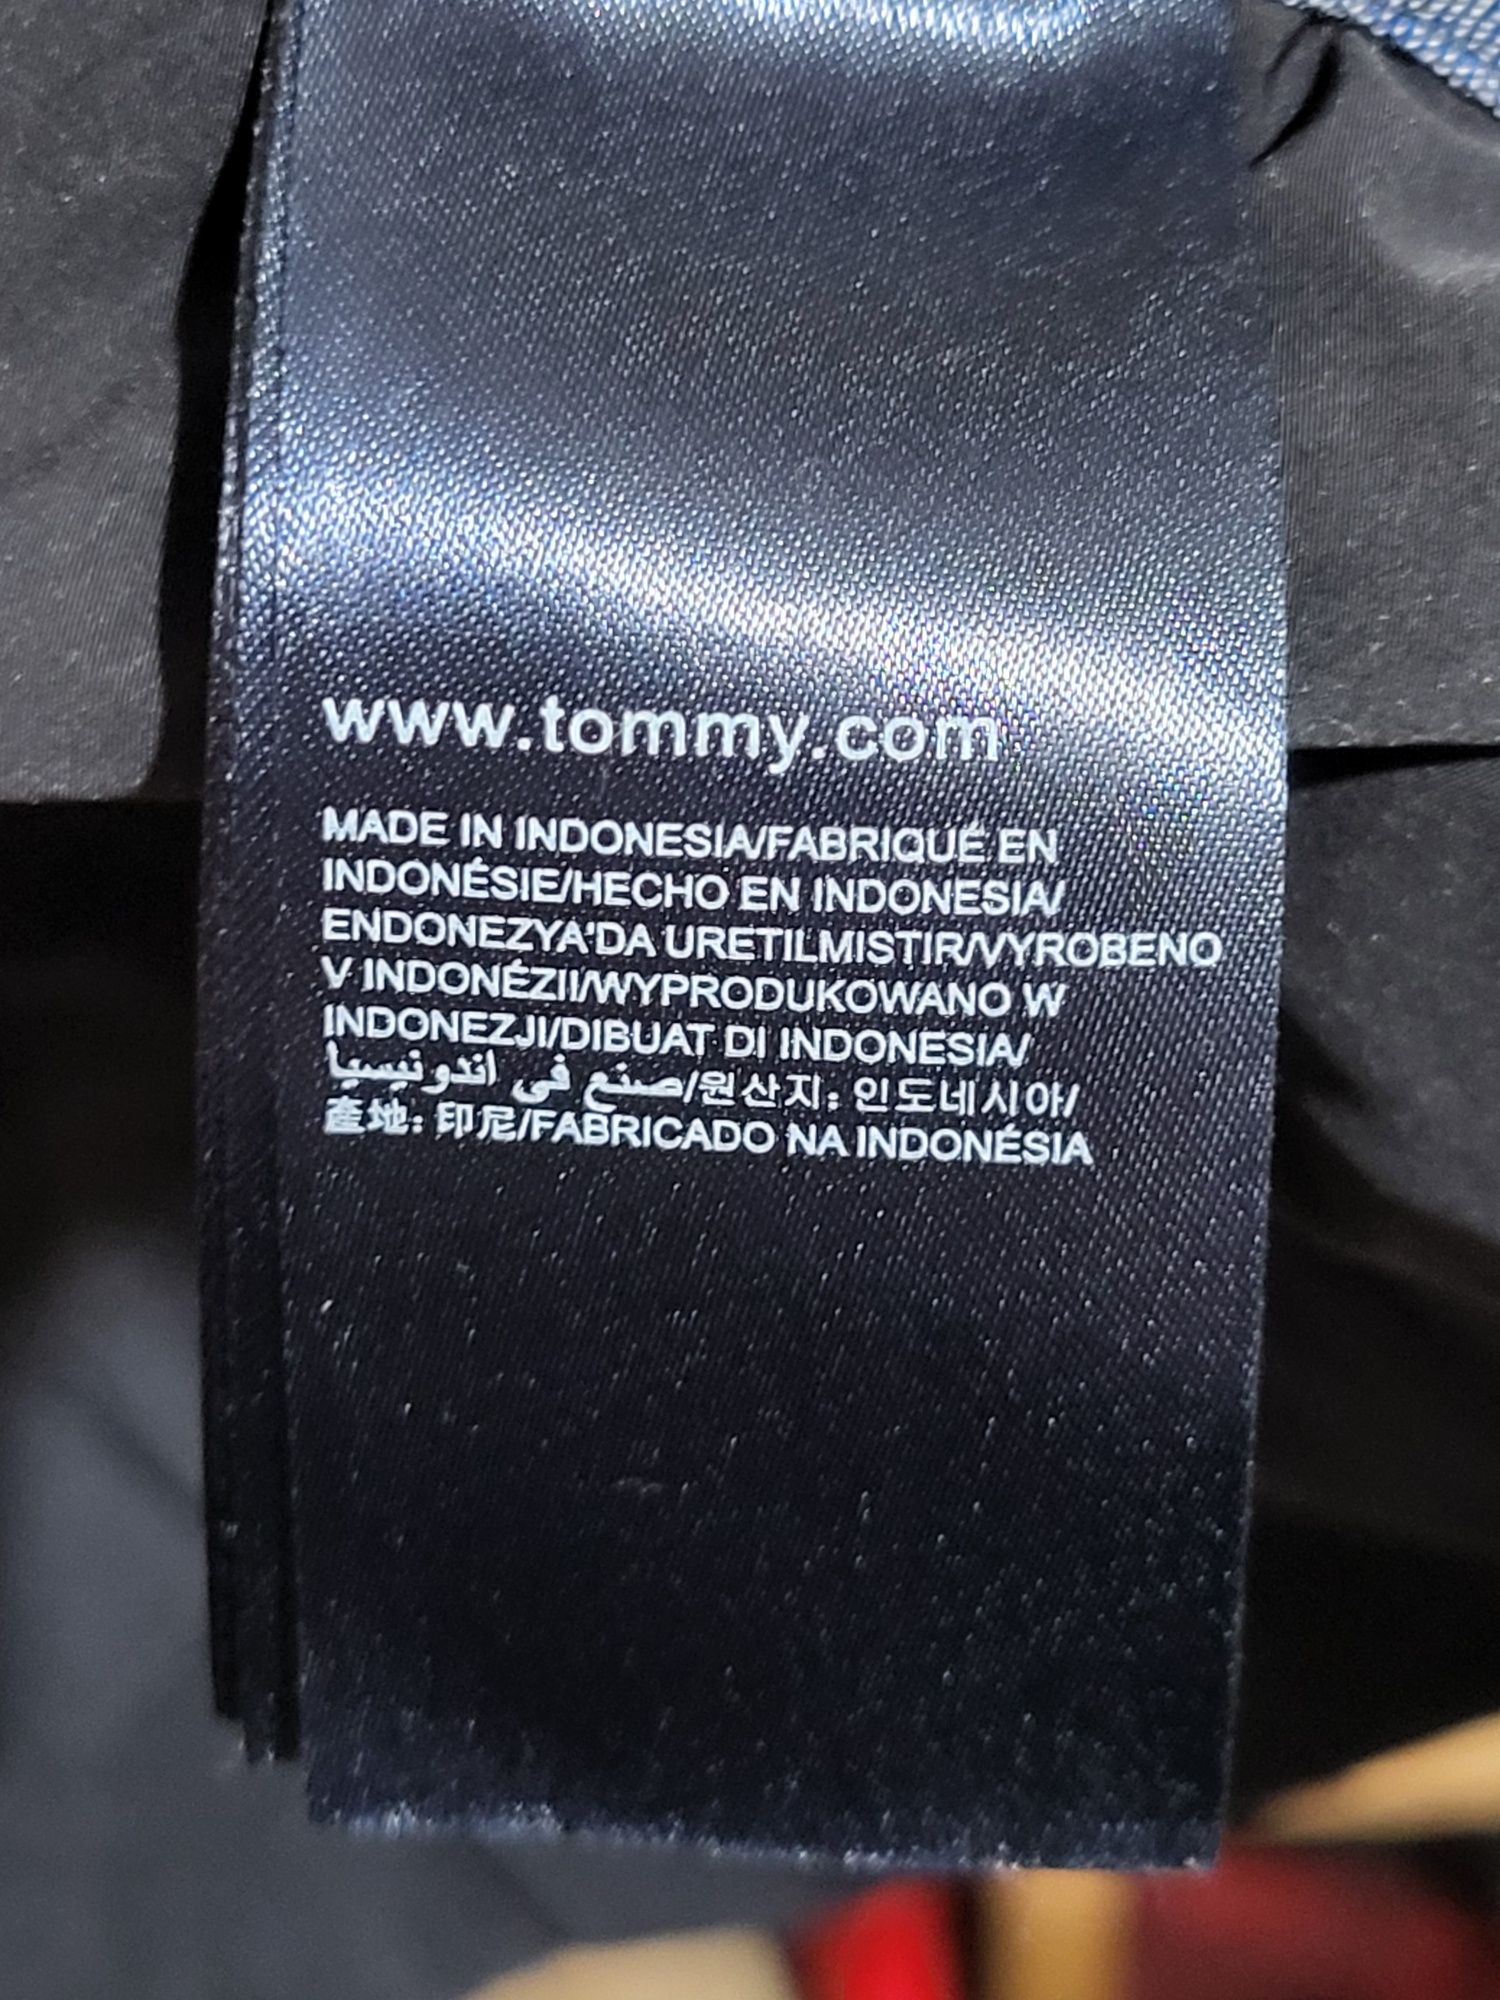 www.tommy.com
MADE IN INDONESIA/FABRIQUÉ EN
INDONÉSIE/HECHO EN INDONESIA/
ENDONEZYA'DA URETILMISTIR/VYROBENO
V INDONÉZII/WYPRODUKOWANO W
INDONEZJI/DIBUAT DI INDONESIA/
صنع في اندونيسيا/원산지: 인도네시아/
產地: 印尼/FABRICADO NA INDONÉSIA